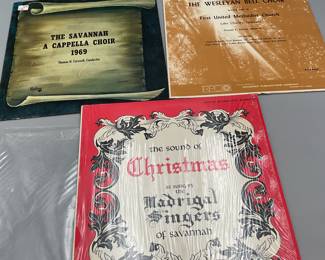 THE SAVANNAH
A CAPPELLA CHOIR
1969
THE WESLEYAN BELL CHOIR
First United Methodist Church
the sound of
Christmas
as sung by
the
Madrigal
Singers
of savannah